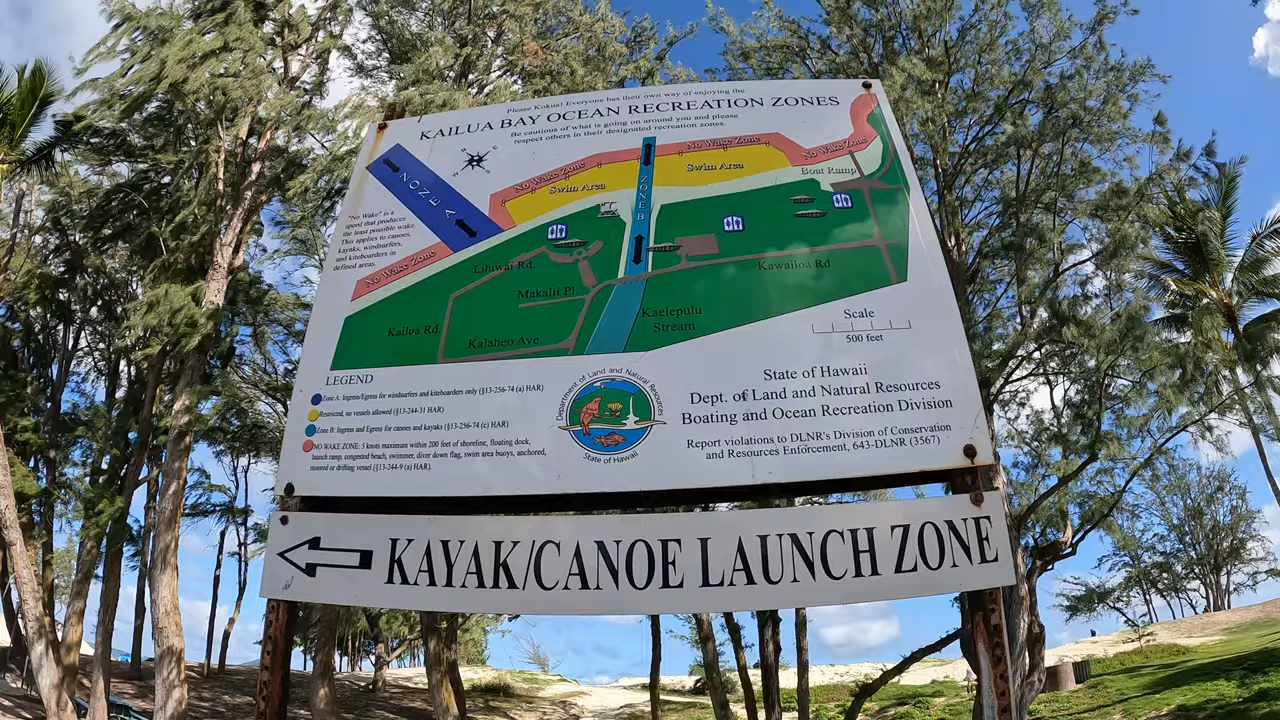 Please Kokua! Everyone has their own way of enjoying the
KAILUA BAY OCEAN RECREATION ZONES
Be cautious of what is going on around you and please
respect others in their designated recreation zones.
E
ZONE A
"No Wake" is a
speed that produces
the least possible wake.
This applies to canoes,
kayaks, windsurfers,
and kiteboarders in
defined areas.
No Wake Zone
No Wake Zone
Swim Area
ZONE B
No Wake Zone
Swim Area
No Wake Zone
Boat Ramp
Liluwai Rd.
Makalii Pl.
Kailua Rd.
Kalaheo Ave.
Kawailoa Rd
Kaelepulu
Stream
Scale
500 feet
LEGEND
Zone A: Ingress/Egress for windsurfers and kiteboarders only (§13-256-74 (a) HAR)
Restricted, no vessels allowed (§13-244-31 HAR)
Zone B: Ingress and Egress for canoes and kayaks (§13-256-74 (c) HAR)
NO WAKE ZONE: 5 knots maximum within 200 feet of shoreline, floating dock,
launch ramp, congested beach, swimmer, diver down flag, swim area buoys, anchored,
moored or drifting vessel (§13-244-9 (a) HAR).
Department of Land and Natural Resources
State of Hawaii
State of Hawaii
Dept. of Land and Natural Resources
Boating and Ocean Recreation Division
Report violations to DLNR's Division of Conservation
and Resources Enforcement, 643-DLNR (3567)
KAYAK/CANOE LAUNCH ZONE